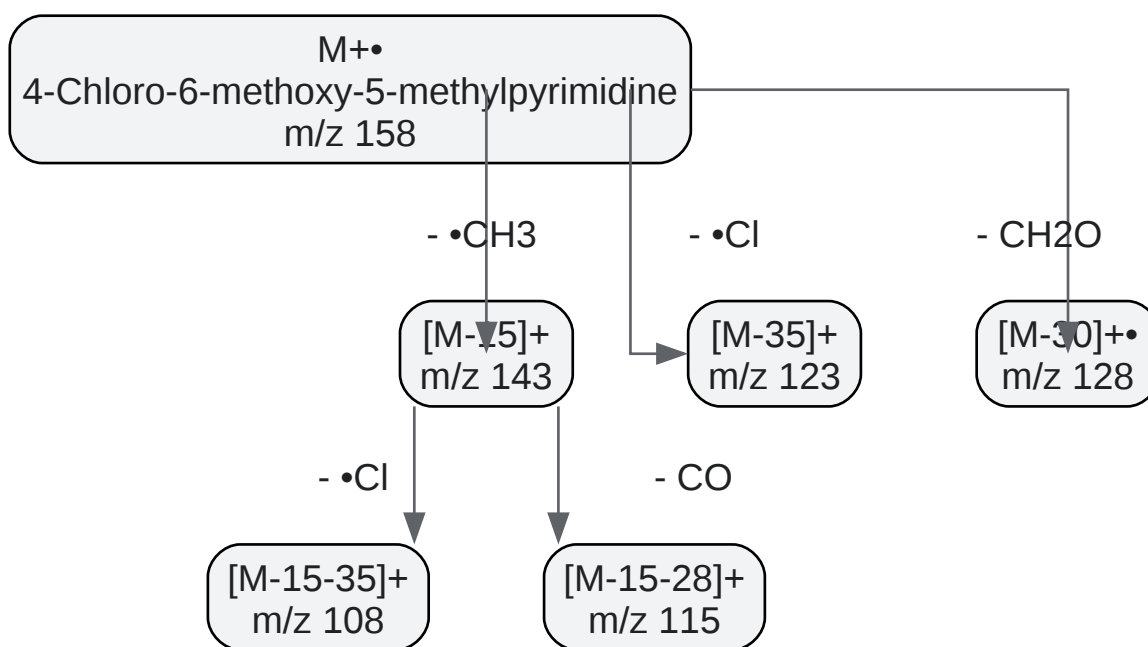 M+•
4-Chloro-6-methoxy-5-methylpyrimidine
m/z 158
- •CH3
- •Cl
- CH2O
[M-15]+
m/z 143
[M-35]+
m/z 123
[M-30]+•
m/z 128
- •Cl
- CO
[M-15-35]+
m/z 108
[M-15-28]+
m/z 115